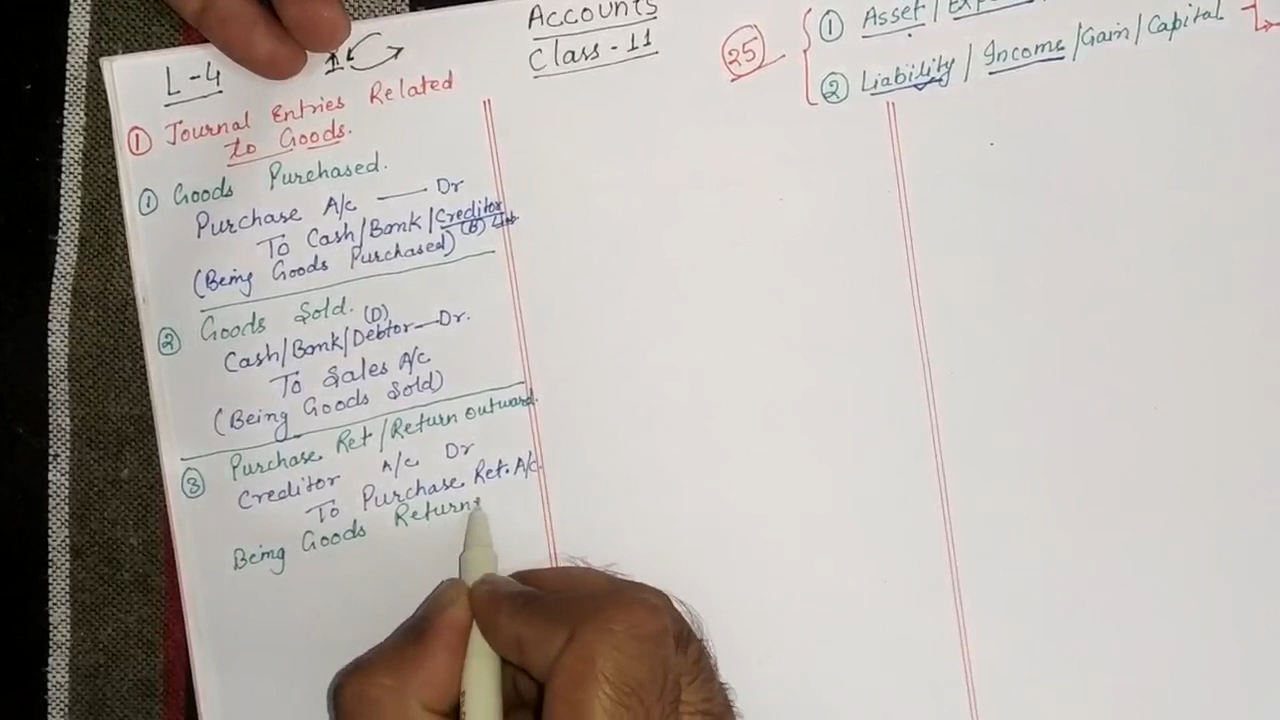 L-4
Accounts
Class-11
① Journal Entries Related
to Goods.
① Goods Purchased.
Purchase A/c —— Dr
To Cash/Bank/Creditor
(Being Goods Purchased)
② Goods Sold. (D)
Cash/Bank/Debtor—Dr.
To Sales A/c
(Being Goods Sold)
③ Purchase Ret/Return outward.
Creditor A/c Dr
To Purchase Ret. A/c.
Being Goods Return
25
① Asset/
② Liability/Income/Gain/Capital